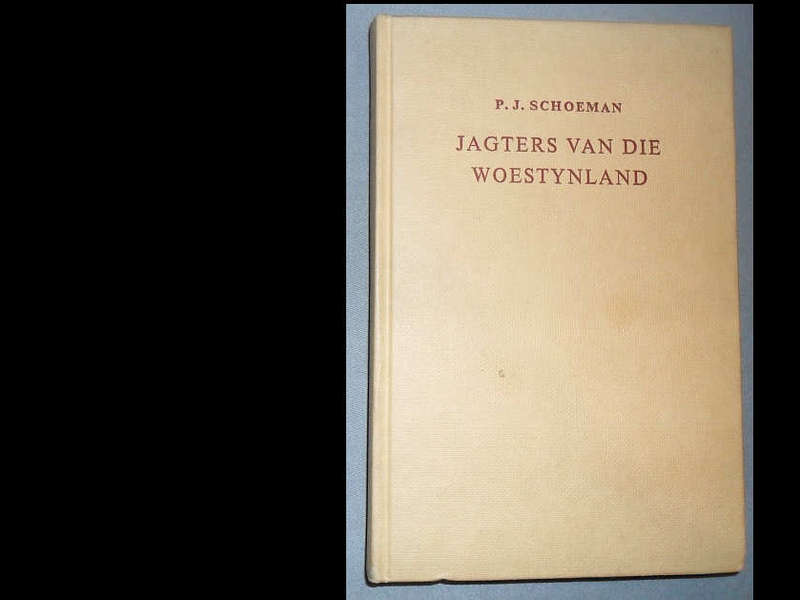 P. J. SCHOEMAN
JAGTERS VAN DIE
WOESTYNLAND